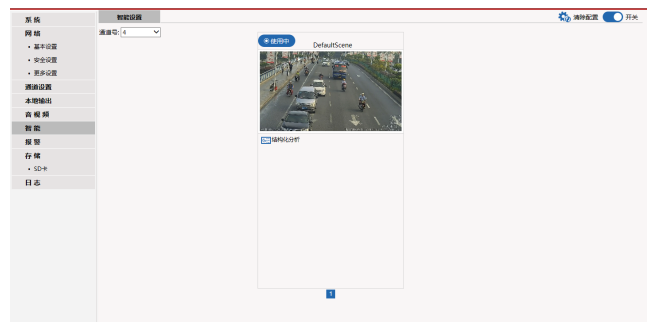 系 统
网 络
• 基本设置
• 安全设置
• 更多设置
通道设置
本地输出
音 视 频
智 能
报 警
存 储
• SD卡
日 志
智能设置
清除配置 开关
通道号: 4
使用中
DefaultScene
结构化分析
1